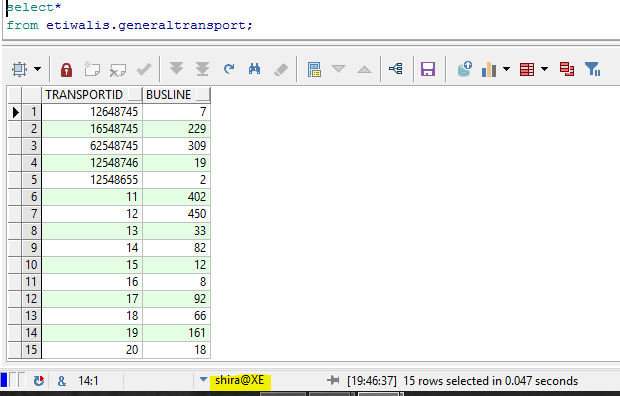 select*
from etiwalis.generaltransport;
TRANSPORTID BUSLINE
1 12648745 7
2 16548745 229
3 62548745 309
4 12548746 19
5 12548655 2
6 11 402
7 12 450
8 13 33
9 14 82
10 15 12
11 16 8
12 17 92
13 18 66
14 19 161
15 20 18
& 14:1 shira@XE [19:46:37] 15 rows selected in 0.047 seconds